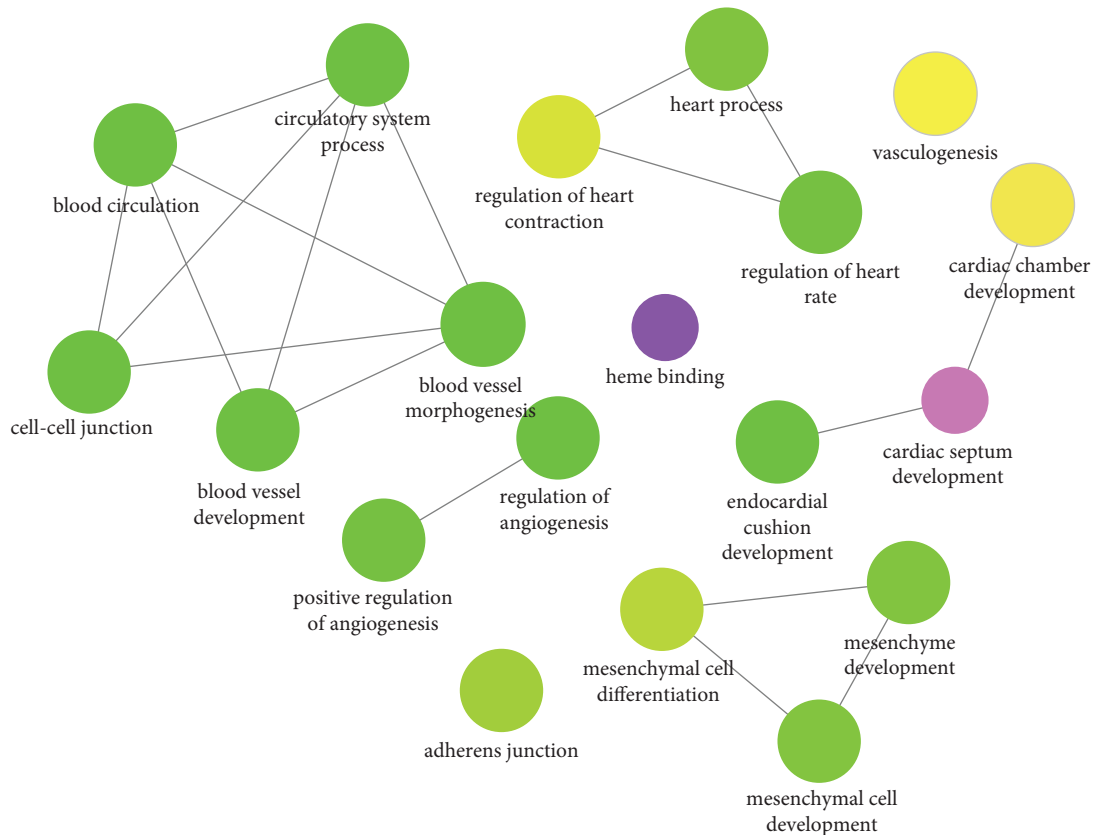 circulatory system
process
heart process
vasculogenesis
blood circulation
regulation of heart
contraction
regulation of heart
rate
cardiac chamber
development
heme binding
blood vessel
morphogenesis
cell-cell junction
blood vessel
development
regulation of
angiogenesis
endocardial
cushion
development
cardiac septum
development
positive regulation
of angiogenesis
mesenchymal cell
differentiation
mesenchyme
development
adherens junction
mesenchymal cell
development